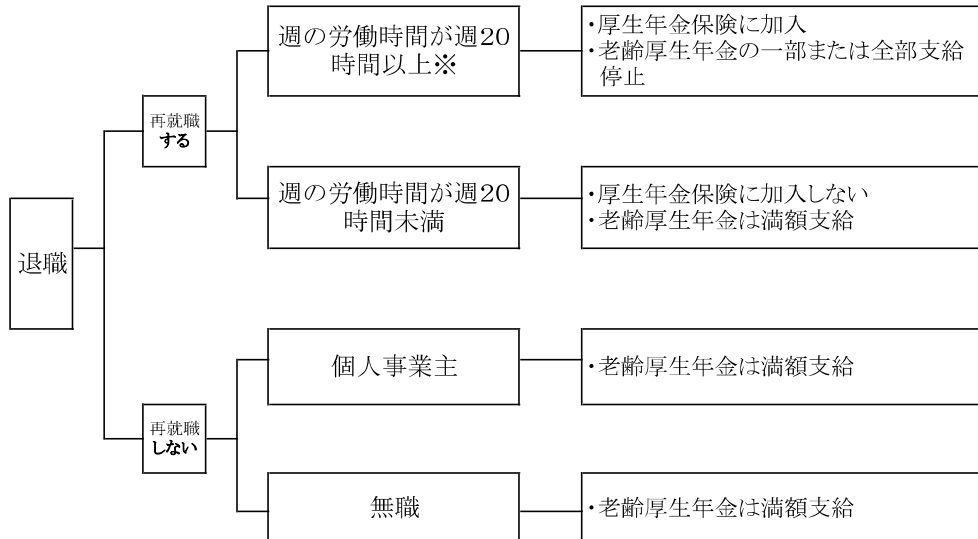 退職
再就職
する
週の労働時間が週20
時間以上※
・厚生年金保険に加入
・老齢厚生年金の一部または全部支給
停止
週の労働時間が週20
時間未満
・厚生年金保険に加入しない
・老齢厚生年金は満額支給
再就職
しない
個人事業主
・老齢厚生年金は満額支給
無職
・老齢厚生年金は満額支給